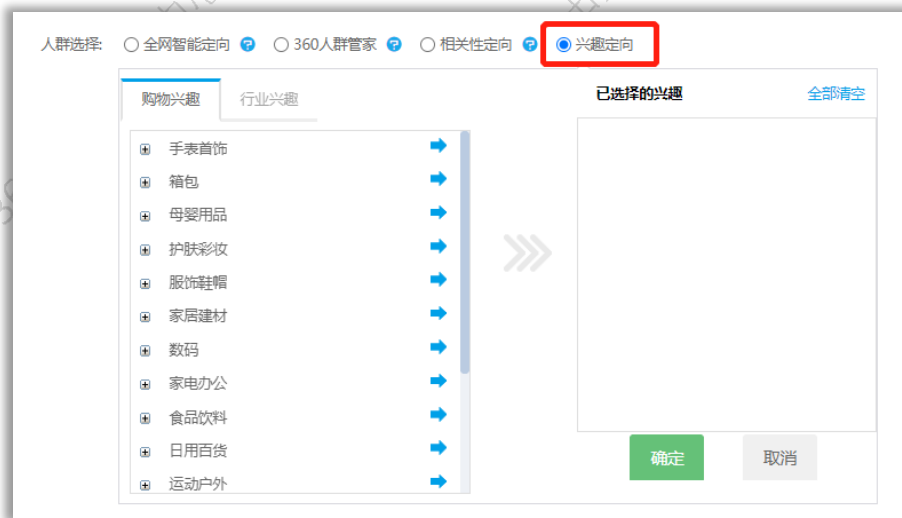 人群选择: 全网智能定向 ? 360人群管家 ? 相关性定向 ? 兴趣定向
购物兴趣 行业兴趣
已选择的兴趣 全部清空
手表首饰
箱包
母婴用品
护肤彩妆
服饰鞋帽
家居建材
数码
家电办公
食品饮料
日用百货
运动户外
确定 取消